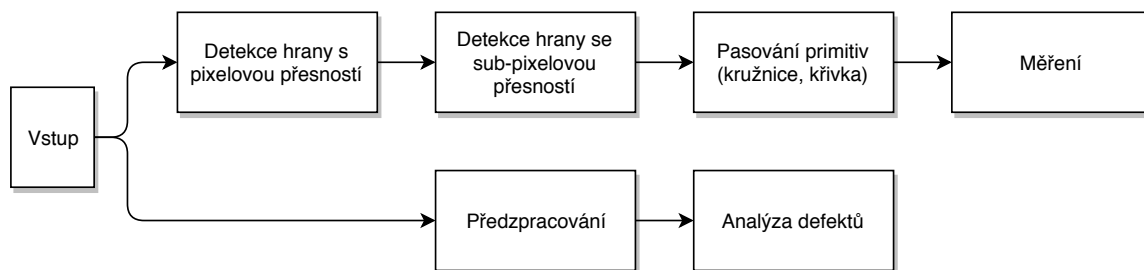 Detekce hrany s
pixelovou přesností
Detekce hrany se
sub-pixelovou
přesností
Pasování primitiv
(kružnice, křivka)
Měření
Vstup
Předzpracování
Analýza defektů